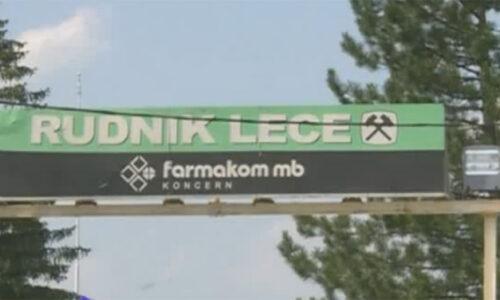 RUDNIK LECE
farmakom mb
KONCERN